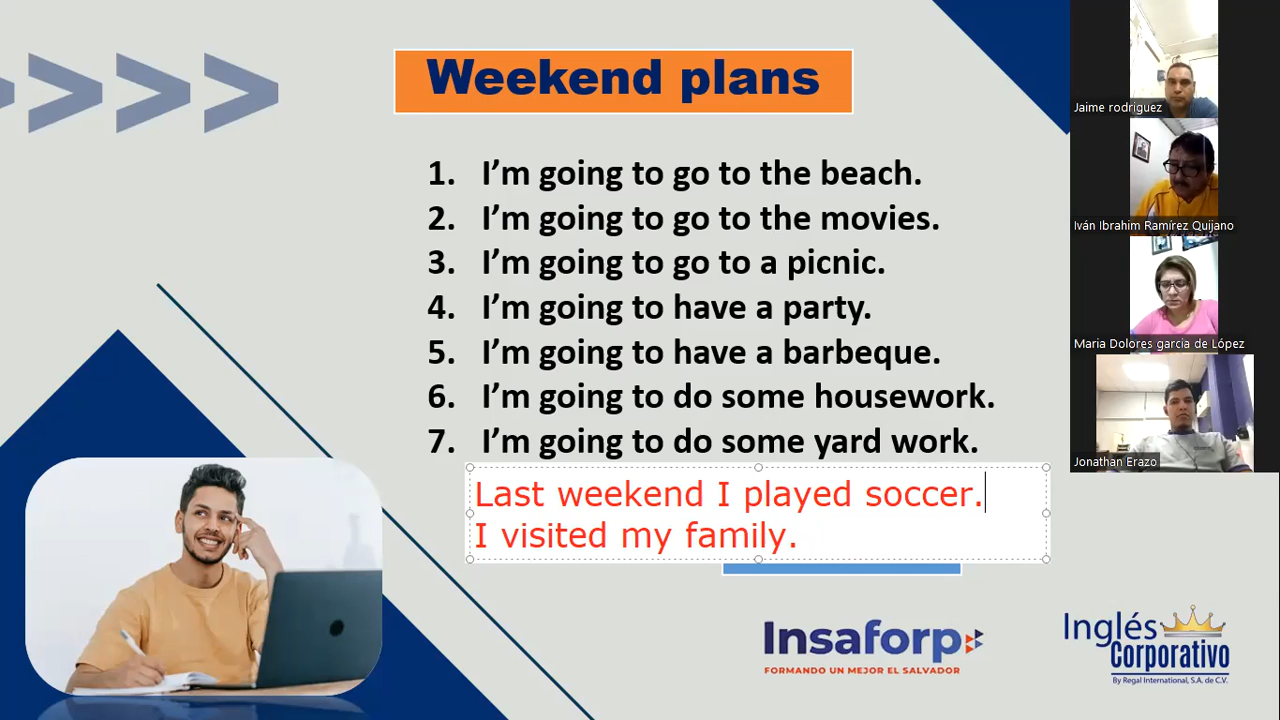 Weekend plans
1. I'm going to go to the beach.
2. I'm going to go to the movies.
3. I'm going to go to a picnic.
4. I'm going to have a party.
5. I'm going to have a barbeque.
6. I'm going to do some housework.
7. I'm going to do some yard work.
Last weekend I played soccer.
I visited my family.
Insaforp
FORMANDO UN MEJOR EL SALVADOR
Inglés
Corporativo
By Regal International, S.A. de C.V.
Jaime rodriguez
Iván Ibrahim Ramírez Quijano
Maria Dolores garcia de López
Jonathan Erazo